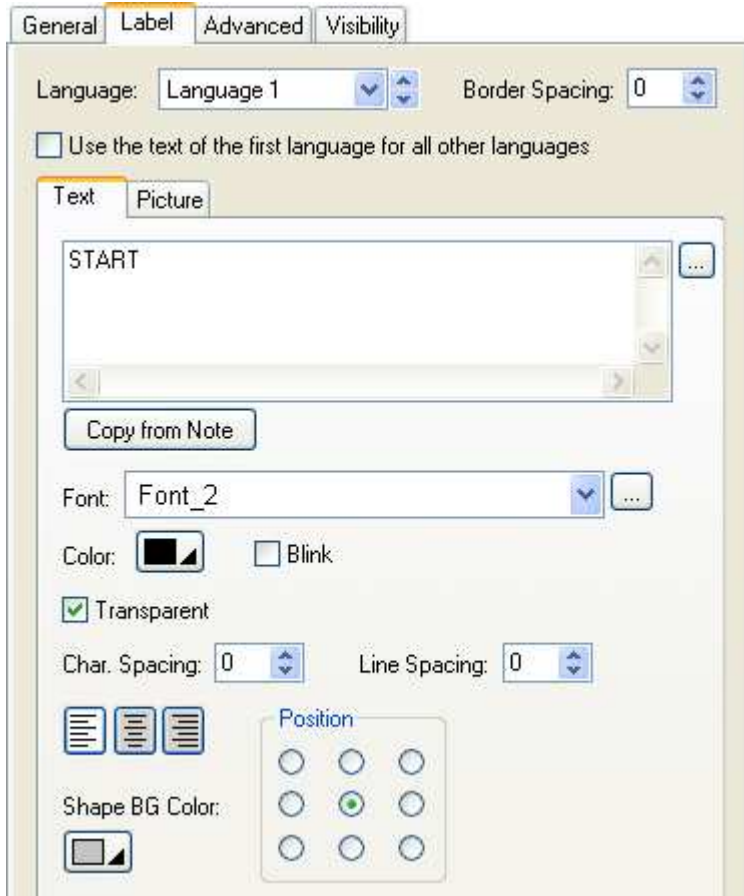 General Label Advanced Visibility
Language: Language 1 Border Spacing: 0
Use the text of the first language for all other languages
Text Picture
START
...
Copy from Note
Font: Font_2 ...
Color: Blink
Transparent
Char. Spacing: 0 Line Spacing: 0
Position
Shape BG Color: